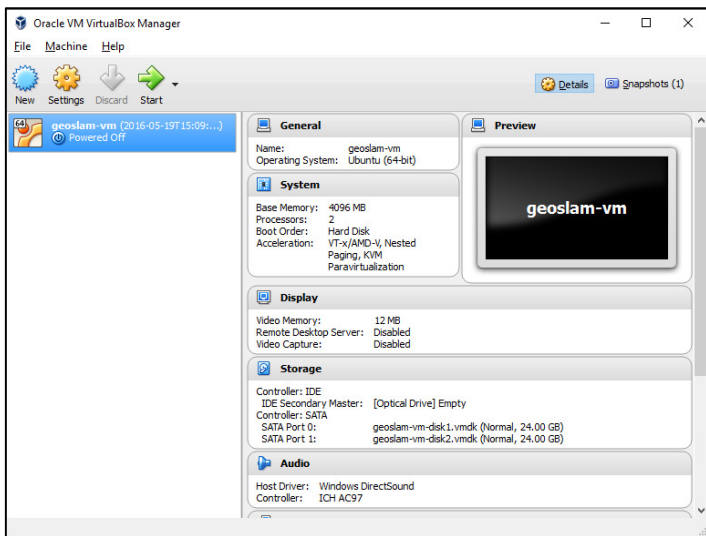 Oracle VM VirtualBox Manager
File Machine Help
New Settings Discard Start
Details Snapshots (1)
64
geoslam-vm (2016-05-19T15:09:...)
Powered Off
General
Name: geoslam-vm
Operating System: Ubuntu (64-bit)
System
Base Memory: 4096 MB
Processors: 2
Boot Order: Hard Disk
Acceleration: VT-x/AMD-V, Nested
Paging, KVM
Paravirtualization
Preview
geoslam-vm
Display
Video Memory: 12 MB
Remote Desktop Server: Disabled
Video Capture: Disabled
Storage
Controller: IDE
IDE Secondary Master: [Optical Drive] Empty
Controller: SATA
SATA Port 0: geoslam-vm-disk1.vmdk (Normal, 24.00 GB)
SATA Port 1: geoslam-vm-disk2.vmdk (Normal, 24.00 GB)
Audio
Host Driver: Windows DirectSound
Controller: ICH AC97